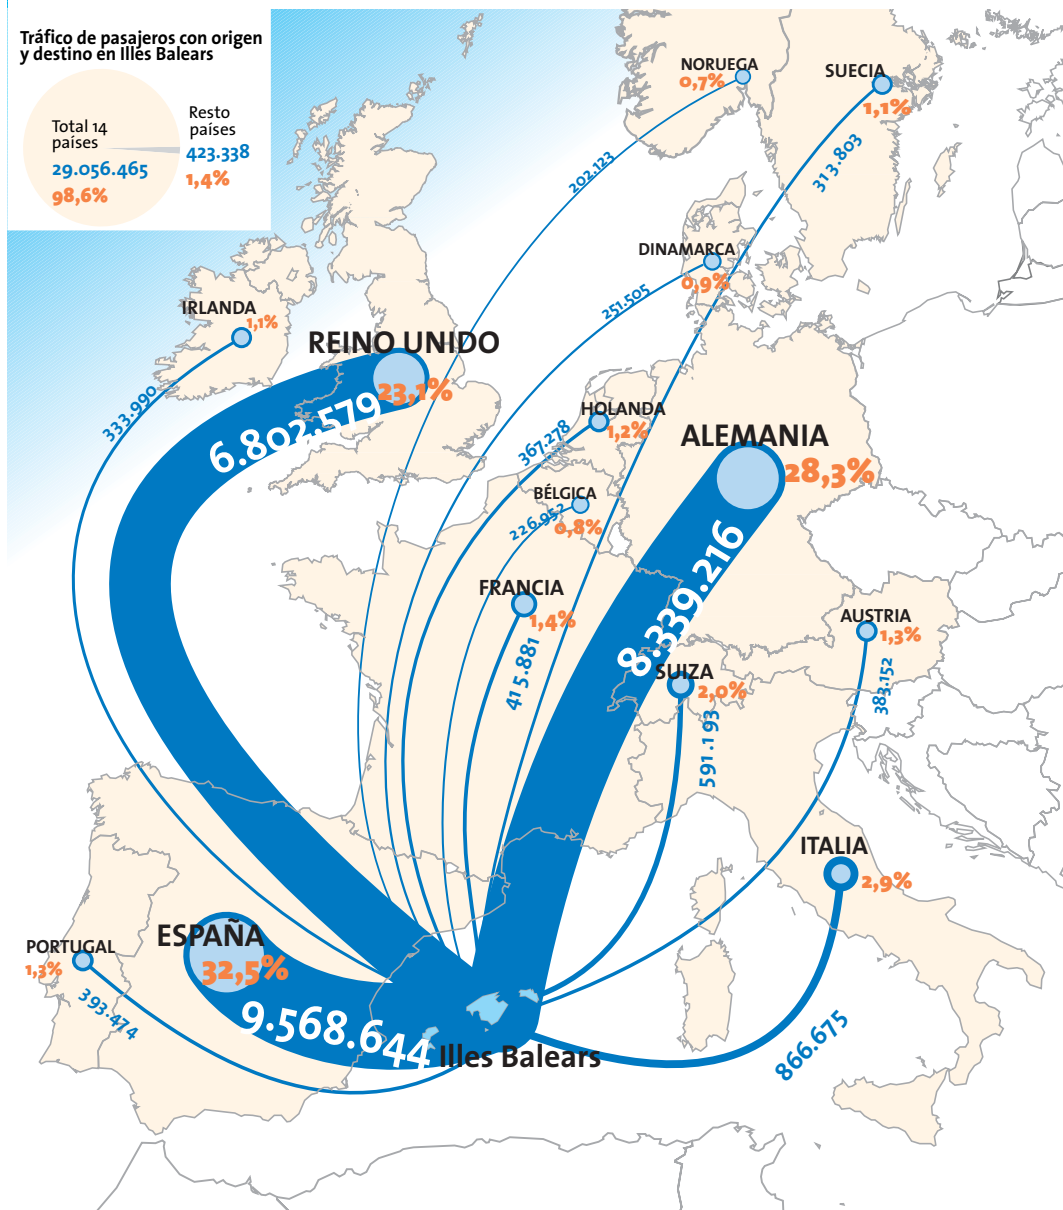 Tráfico de pasajeros con origen
y destino en Illes Balears
Total 14
países
29.056.465
98,6%
Resto
países
423.338
1,4%
NORUEGA
0,7%
202.123
SUECIA
1,1%
313.803
DINAMARCA
0,9%
251.505
IRLANDA
1,1%
333.990
REINO UNIDO
23,1%
6.802.579
HOLANDA
1,2%
367.278
ALEMANIA
28,3%
8.339.216
BÉLGICA
0,8%
226.952
FRANCIA
1,4%
415.881
AUSTRIA
1,3%
383.152
SUIZA
2,0%
591.193
ITALIA
2,9%
866.675
ESPAÑA
32,5%
9.568.644
PORTUGAL
1,3%
393.474
Illes Balears